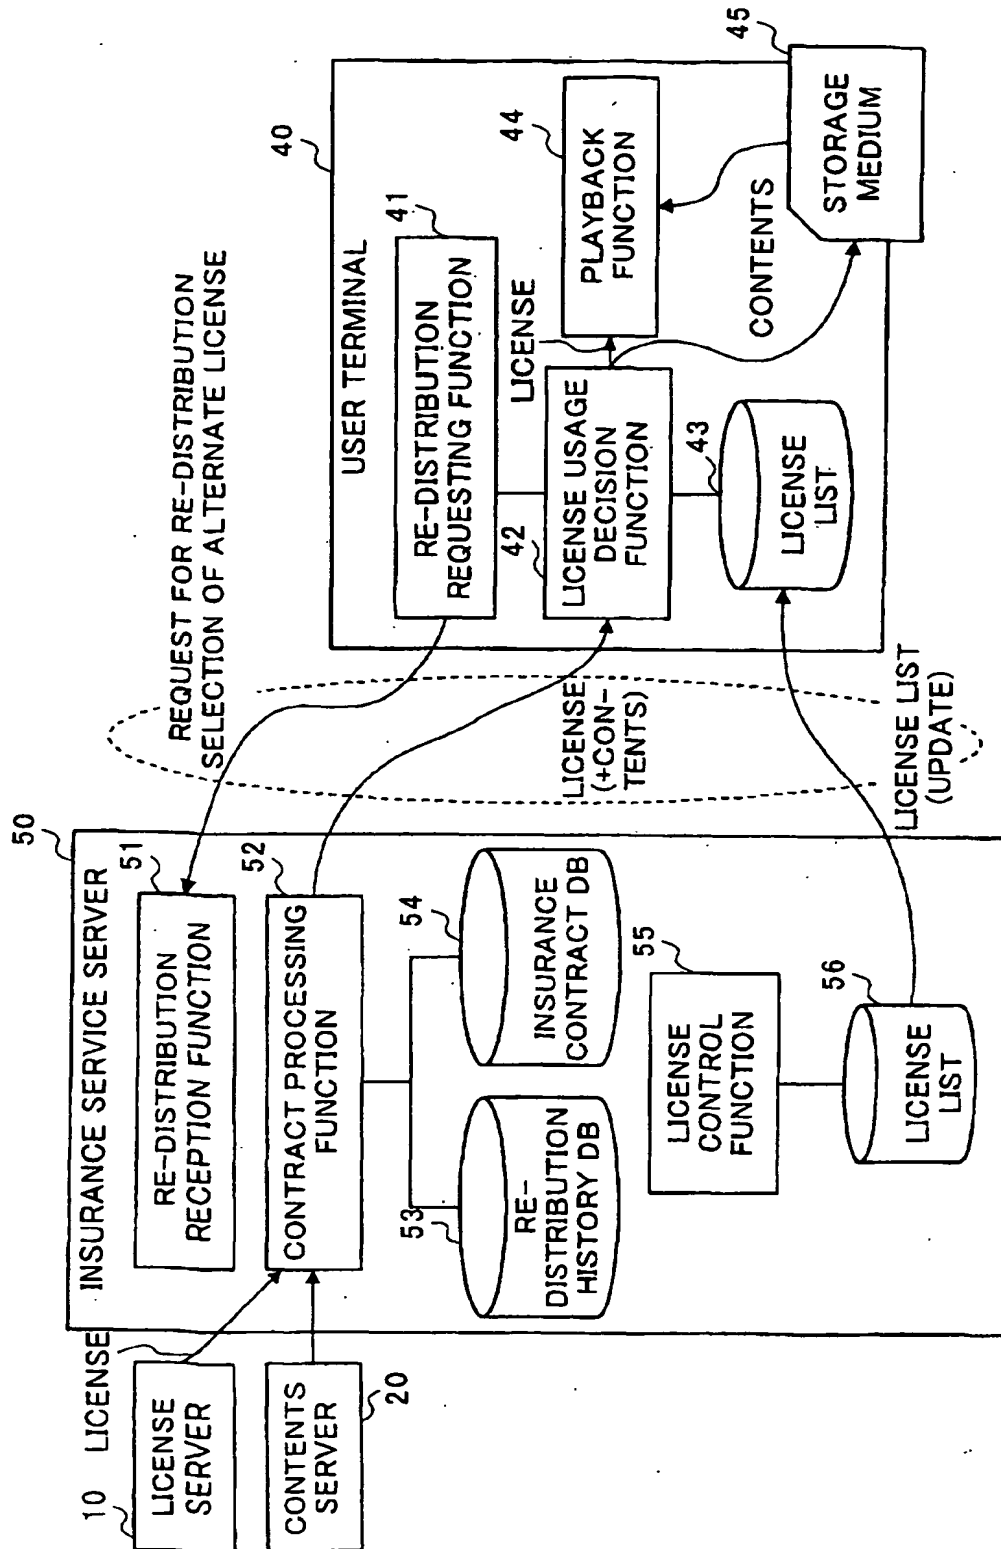 10
LICENSE
SERVER
LICENSE
CONTENTS
SERVER
20
50
INSURANCE SERVICE SERVER
51
RE-DISTRIBUTION
RECEPTION FUNCTION
52
CONTRACT PROCESSING
FUNCTION
53
RE-
DISTRIBUTION
HISTORY DB
54
INSURANCE
CONTRACT DB
55
LICENSE
CONTROL
FUNCTION
56
LICENSE
LIST
REQUEST FOR RE-DISTRIBUTION
SELECTION OF ALTERNATE LICENSE
LICENSE
(+CON-
TENTS)
LICENSE LIST
(UPDATE)
40
USER TERMINAL
41
RE-DISTRIBUTION
REQUESTING FUNCTION
42
LICENSE USAGE
DECISION
FUNCTION
LICENSE
43
LICENSE
LIST
44
PLAYBACK
FUNCTION
CONTENTS
45
STORAGE
MEDIUM